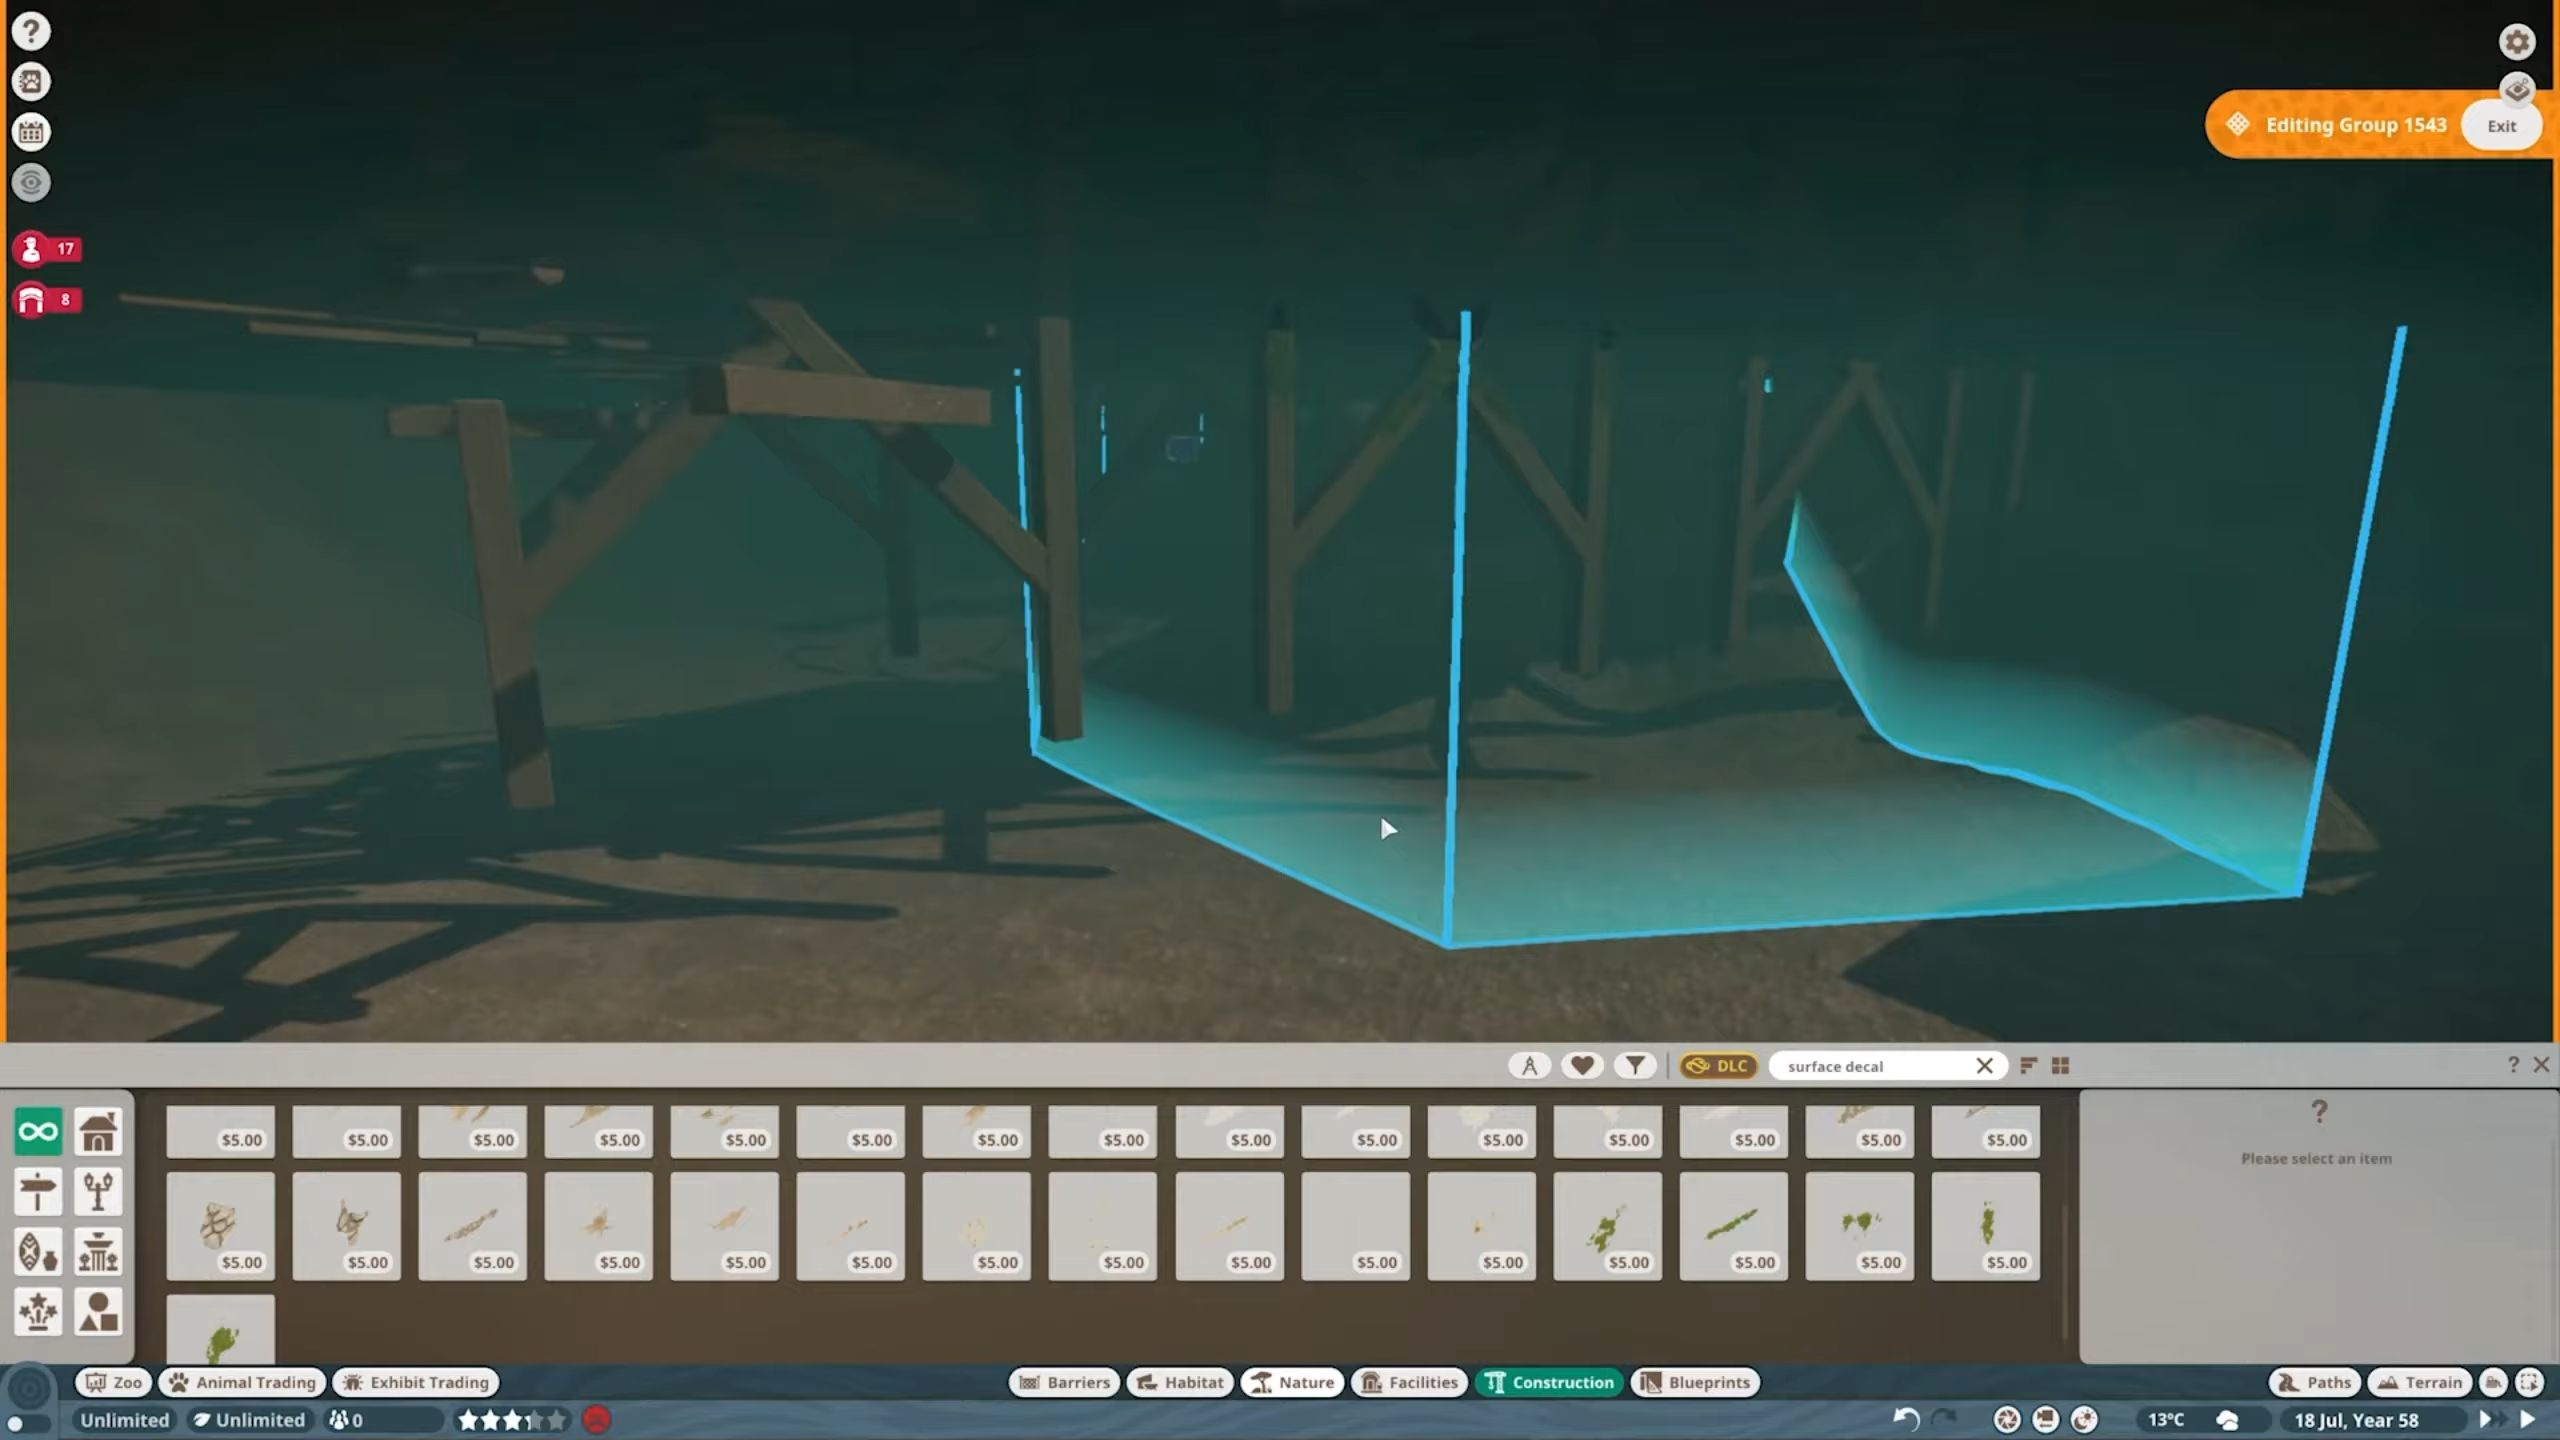 ?
Editing Group 1543
Exit
17
8
DLC
surface decal
?
$5.00 $5.00 $5.00 $5.00 $5.00 $5.00 $5.00 $5.00 $5.00 $5.00 $5.00 $5.00 $5.00 $5.00 $5.00
?
Please select an item
$5.00 $5.00 $5.00 $5.00 $5.00 $5.00 $5.00 $5.00 $5.00 $5.00 $5.00 $5.00 $5.00 $5.00 $5.00
Zoo
Animal Trading
Exhibit Trading
Barriers
Habitat
Nature
Facilities
Construction
Blueprints
Paths
Terrain
Unlimited
Unlimited
0
13°C
18 Jul, Year 58